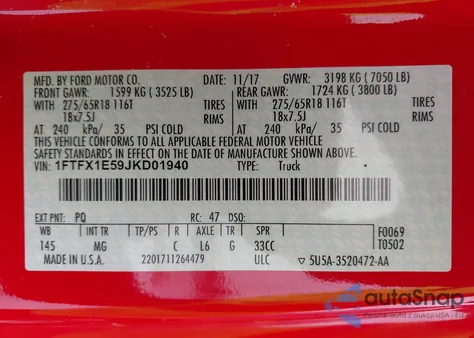 MFD. BY FORD MOTOR CO. DATE: 11/17 GVWR: 3198 KG (7050 LB)
FRONT GAWR: 1599 KG (3525 LB) REAR GAWR: 1724 KG (3800 LB)
WITH 275/65R18 116T TIRES WITH 275/65R18 116T TIRES
18x7.5J RIMS 18x7.5J RIMS
AT 240 kPa/ 35 PSI COLD AT 240 kPa/ 35 PSI COLD
THIS VEHICLE CONFORMS TO ALL APPLICABLE FEDERAL MOTOR VEHICLE
SAFETY STANDARDS IN EFFECT ON THE DATE OF MANUFACTURE SHOWN ABOVE.
VIN: 1FTFX1E59JKD01940 TYPE: Truck
EXT PNT: PQ RC: 47 DSO:
WB INT TR TP/PS R AXLE TR SPR F0069
145 MG C L6 G 33CC T0502
MADE IN U.S.A. 2201711264479 ULC 5U5A-3520472-AA
autoSnap
Pewne auta z aukcji USA i EU